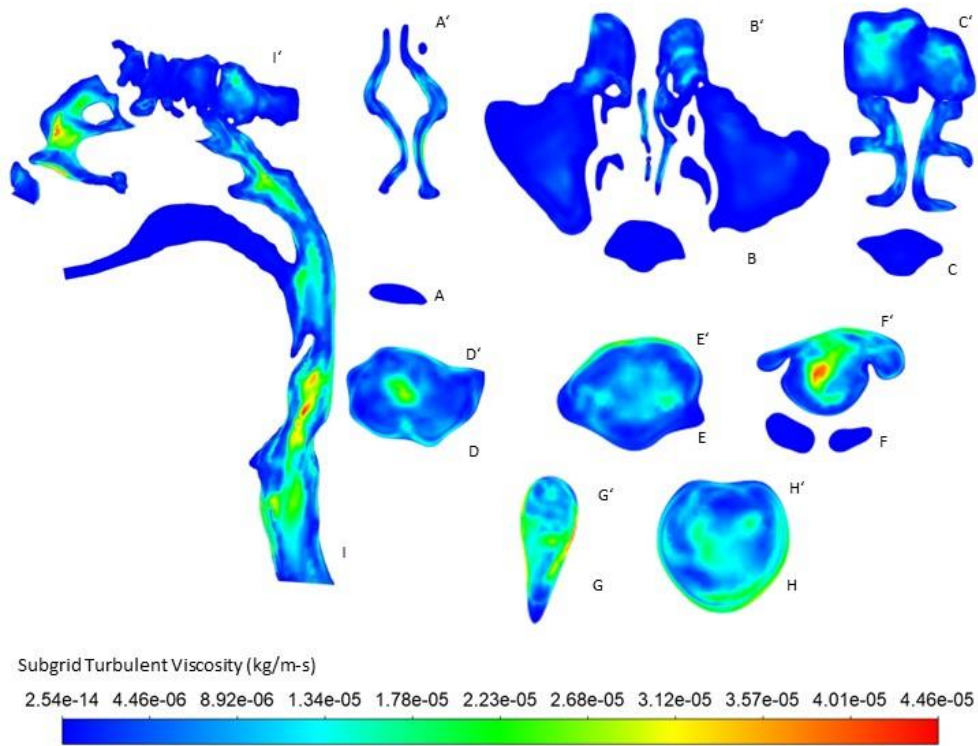 I‘
A‘
B‘
C‘
B
C
A
D‘
E‘
F‘
D
E
F
G‘
H‘
I
G
H
Subgrid Turbulent Viscosity (kg/m-s)
2.54e-14 4.46e-06 8.92e-06 1.34e-05 1.78e-05 2.23e-05 2.68e-05 3.12e-05 3.57e-05 4.01e-05 4.46e-05